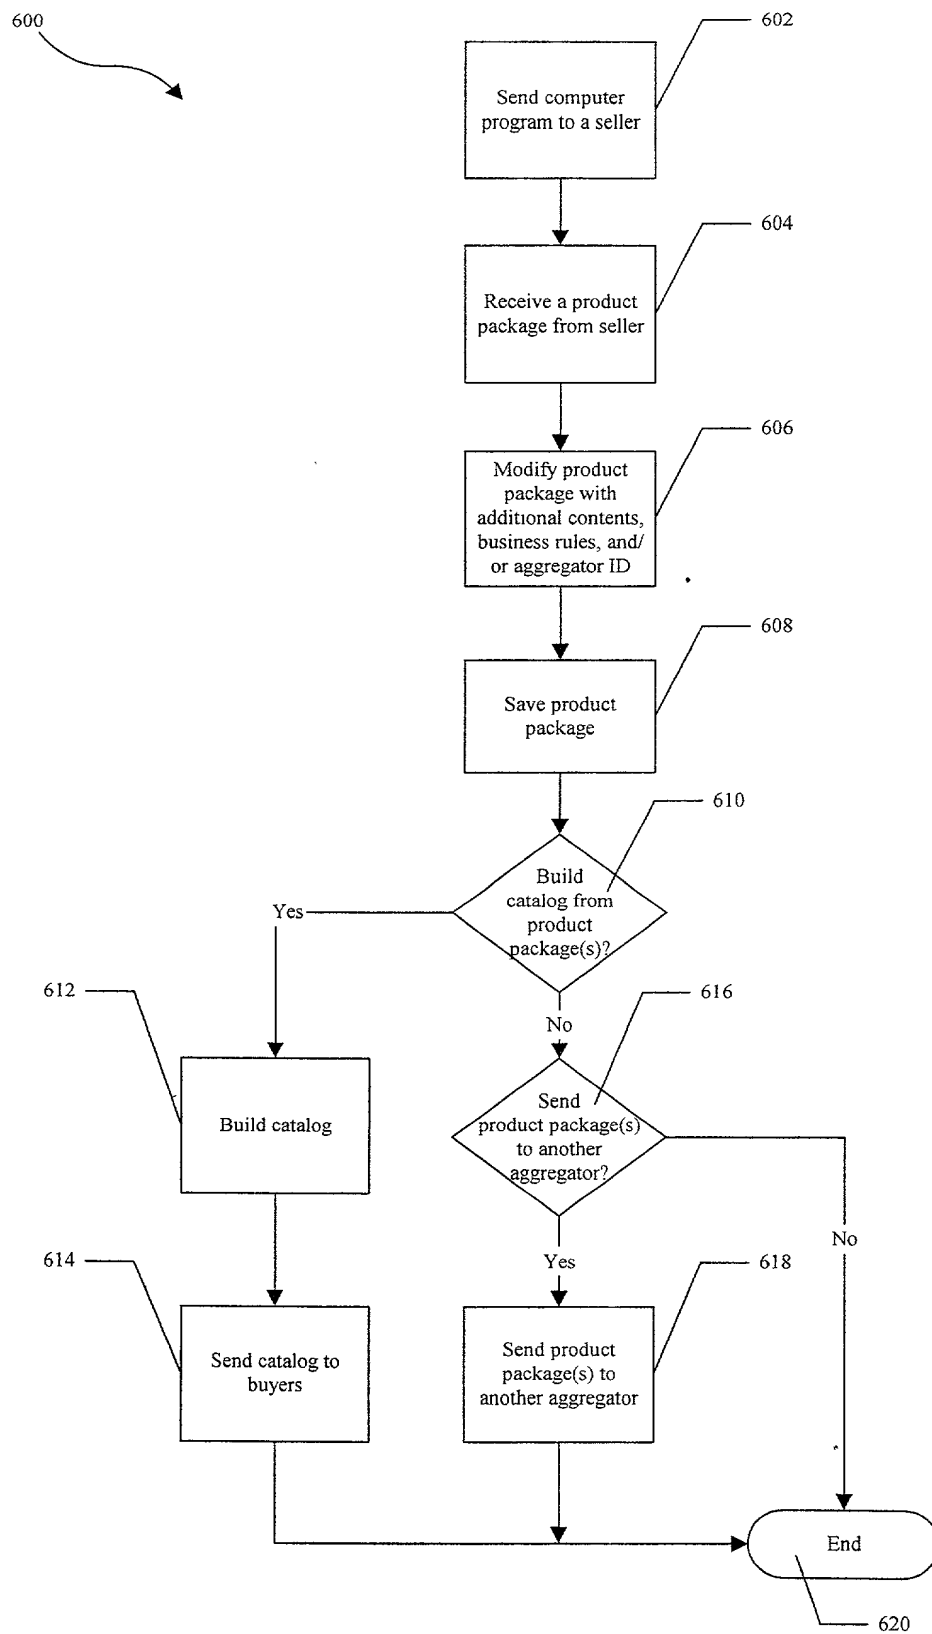 600
602
Send computer
program to a seller
604
Receive a product
package from seller
606
Modify product
package with
additional contents,
business rules, and/
or aggregator ID
608
Save product
package
610
Build
catalog from
product
package(s)?
Yes
No
612
616
Build catalog
Send
product package(s)
to another
aggregator?
No
Yes
614
618
Send catalog to
buyers
Send product
package(s) to
another aggregator
End
620